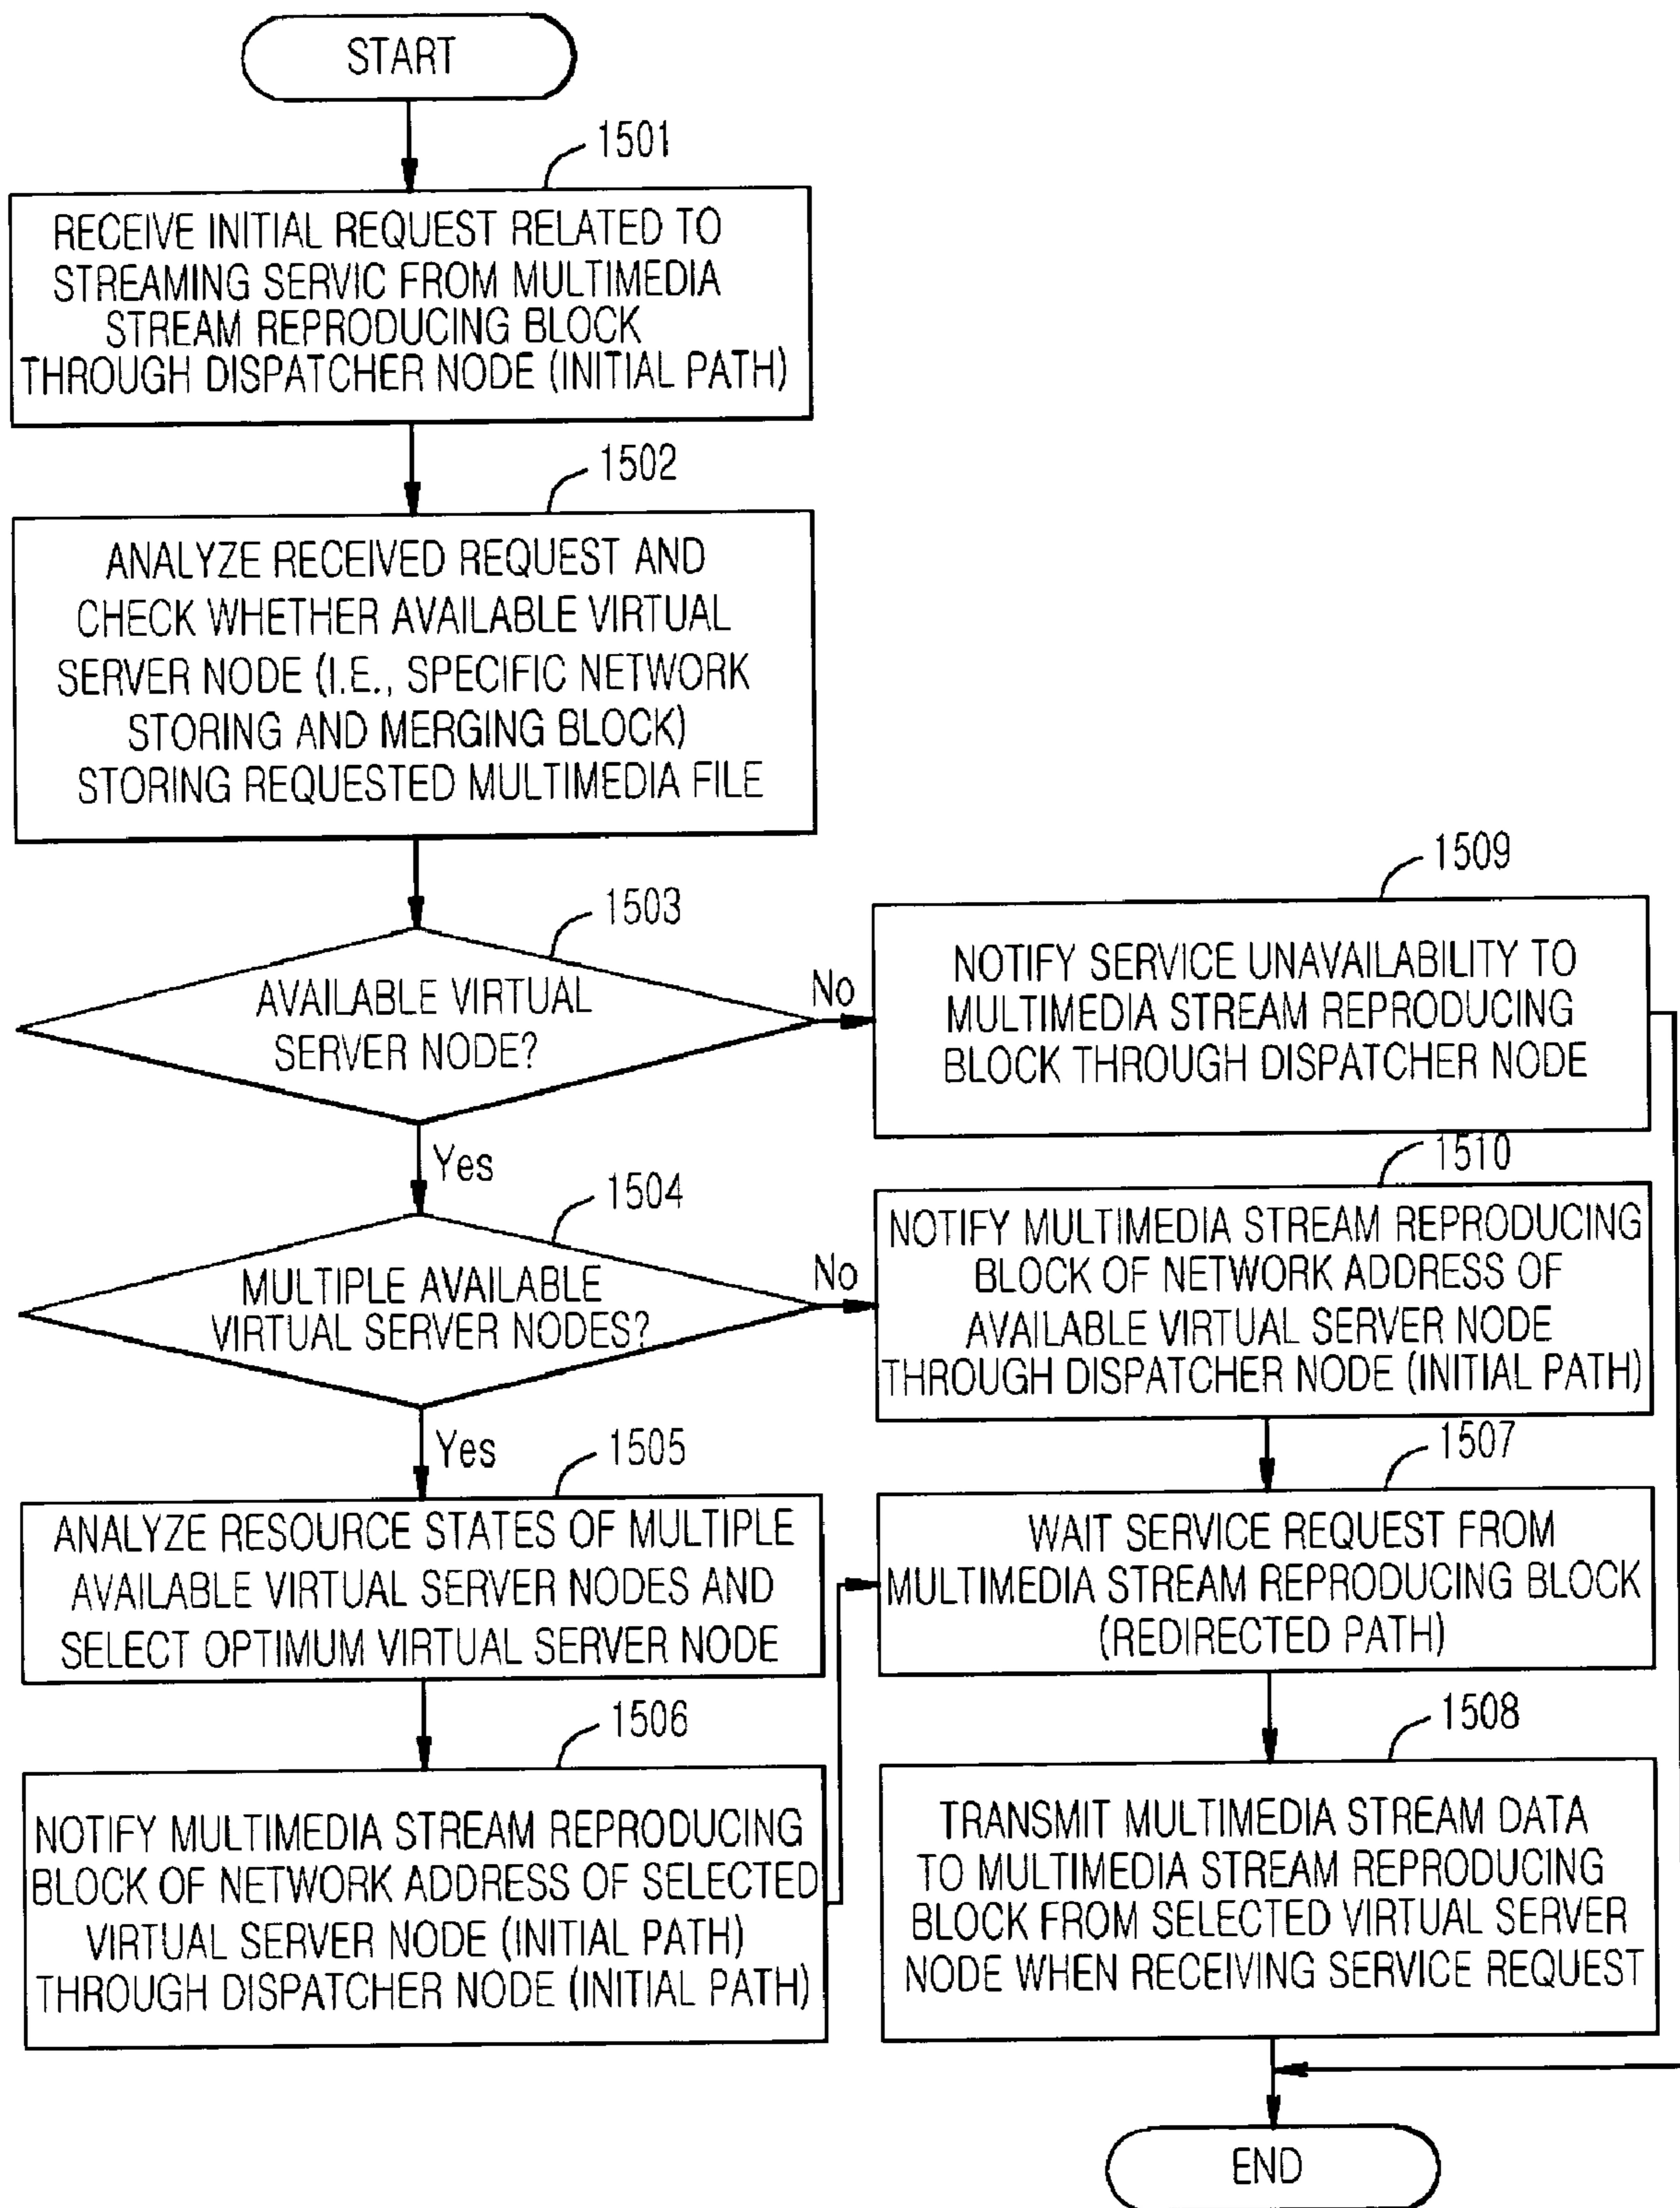 START
1501
RECEIVE INITIAL REQUEST RELATED TO
STREAMING SERVIC FROM MULTIMEDIA
STREAM REPRODUCING BLOCK
THROUGH DISPATCHER NODE (INITIAL PATH)
1502
ANALYZE RECEIVED REQUEST AND
CHECK WHETHER AVAILABLE VIRTUAL
SERVER NODE (I.E., SPECIFIC NETWORK
STORING AND MERGING BLOCK)
STORING REQUESTED MULTIMEDIA FILE
1503
AVAILABLE VIRTUAL
SERVER NODE?
No
1509
NOTIFY SERVICE UNAVAILABILITY TO
MULTIMEDIA STREAM REPRODUCING
BLOCK THROUGH DISPATCHER NODE
Yes
1504
MULTIPLE AVAILABLE
VIRTUAL SERVER NODES?
No
1510
NOTIFY MULTIMEDIA STREAM REPRODUCING
BLOCK OF NETWORK ADDRESS OF
AVAILABLE VIRTUAL SERVER NODE
THROUGH DISPATCHER NODE (INITIAL PATH)
Yes
1505
ANALYZE RESOURCE STATES OF MULTIPLE
AVAILABLE VIRTUAL SERVER NODES AND
SELECT OPTIMUM VIRTUAL SERVER NODE
1506
NOTIFY MULTIMEDIA STREAM REPRODUCING
BLOCK OF NETWORK ADDRESS OF SELECTED
VIRTUAL SERVER NODE (INITIAL PATH)
THROUGH DISPATCHER NODE (INITIAL PATH)
1507
WAIT SERVICE REQUEST FROM
MULTIMEDIA STREAM REPRODUCING BLOCK
(REDIRECTED PATH)
1508
TRANSMIT MULTIMEDIA STREAM DATA
TO MULTIMEDIA STREAM REPRODUCING
BLOCK FROM SELECTED VIRTUAL SERVER
NODE WHEN RECEIVING SERVICE REQUEST
END